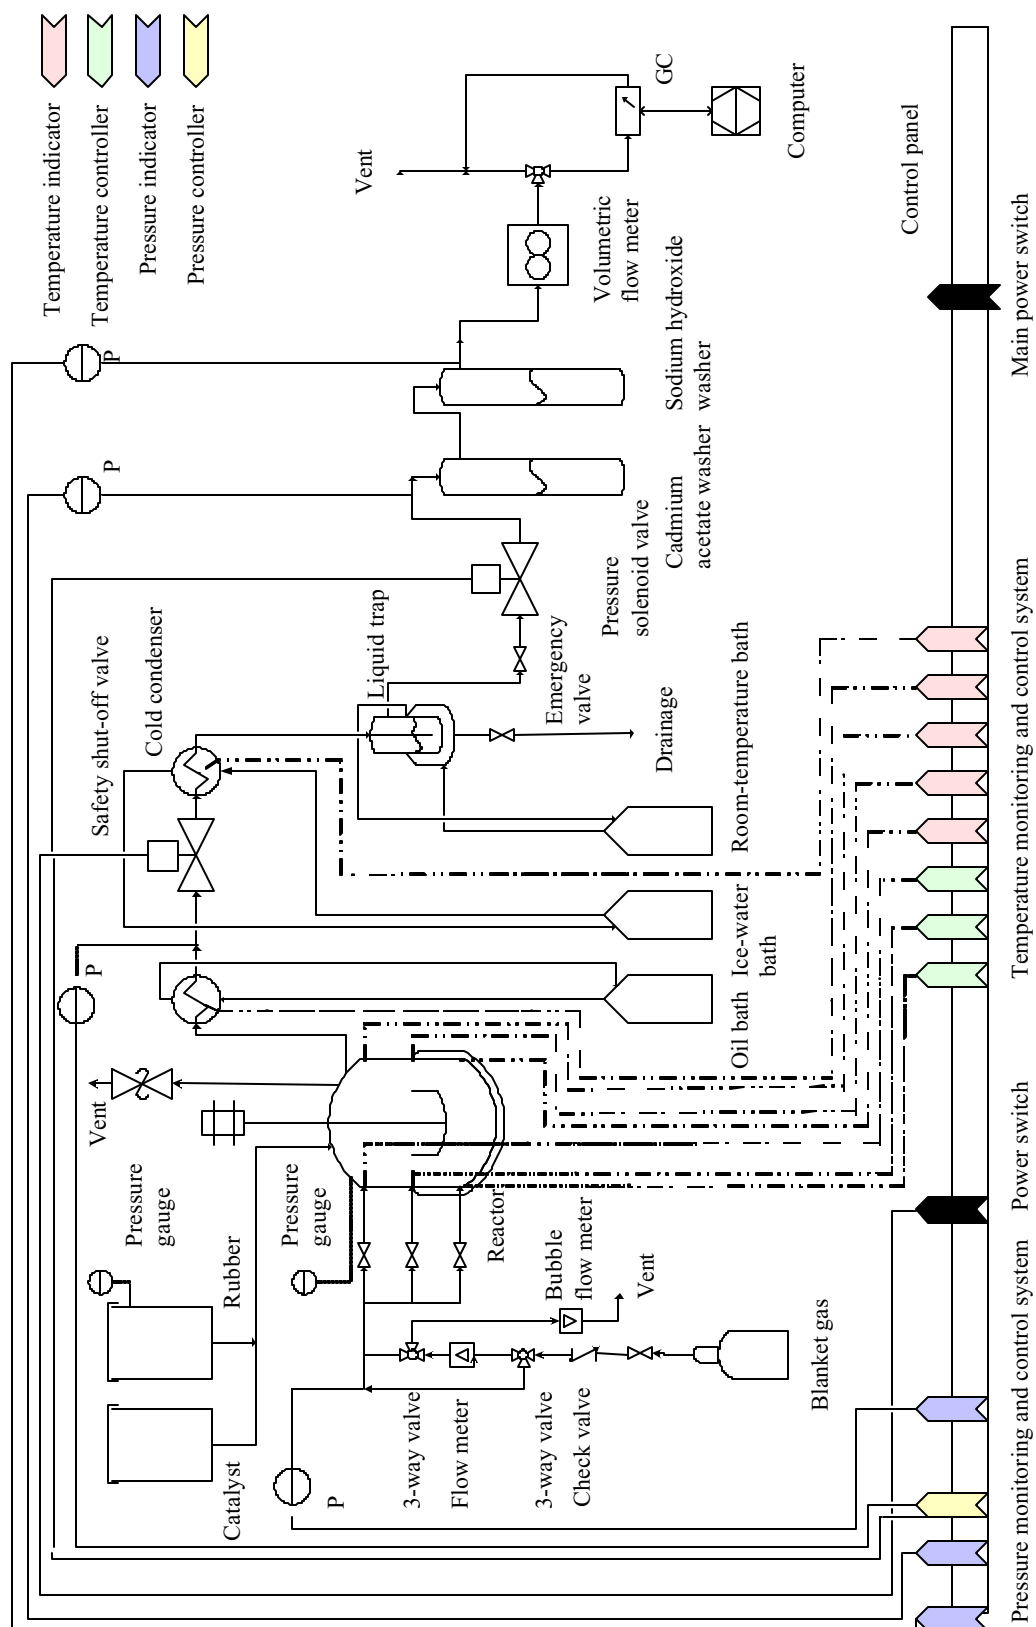 Temperature indicator
Temperature controller
Pressure indicator
Pressure controller
P
P
P
P
Vent
GC
Computer
Volumetric
flow meter
Sodium hydroxide
washer
Cadmium
acetate washer
Pressure
solenoid valve
Emergency
valve
Liquid trap
Drainage
Safety shut-off valve
Cold condenser
Room-temperature bath
Ice-water
bath
Oil bath
Vent
Pressure
gauge
Pressure
gauge
Reactor
Rubber
Catalyst
Bubble
flow meter
Vent
3-way valve
Flow meter
3-way valve
Check valve
Blanket gas
Control panel
Main power switch
Temperature monitoring and control system
Power switch
Pressure monitoring and control system